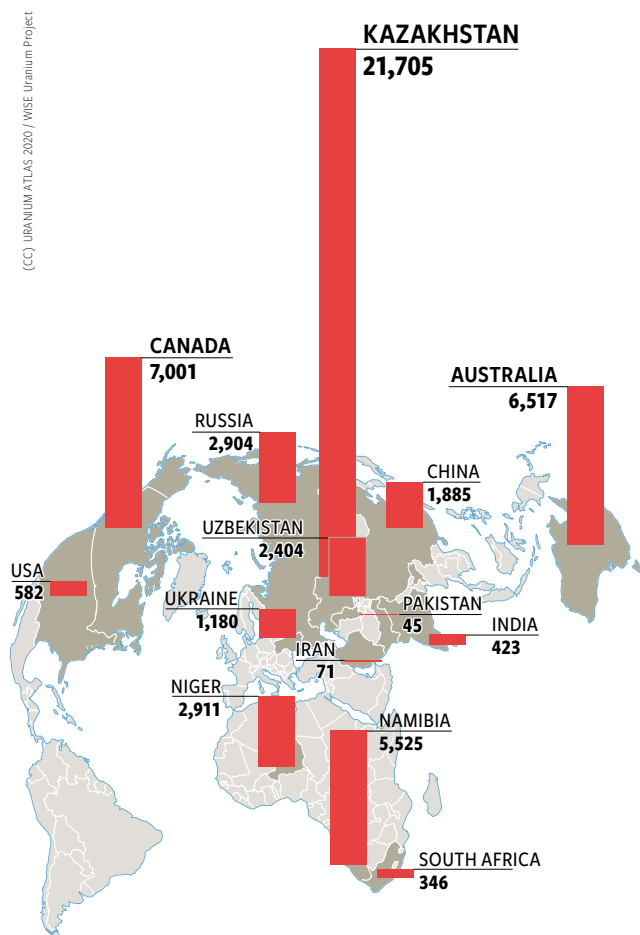 (CC) URANIUM ATLAS 2020 / WISE Uranium Project
KAZAKHSTAN
21,705
CANADA
7,001
AUSTRALIA
6,517
RUSSIA
2,904
CHINA
1,885
UZBEKISTAN
2,404
USA
582
UKRAINE
1,180
PAKISTAN
45
INDIA
423
IRAN
71
NIGER
2,911
NAMIBIA
5,525
SOUTH AFRICA
346